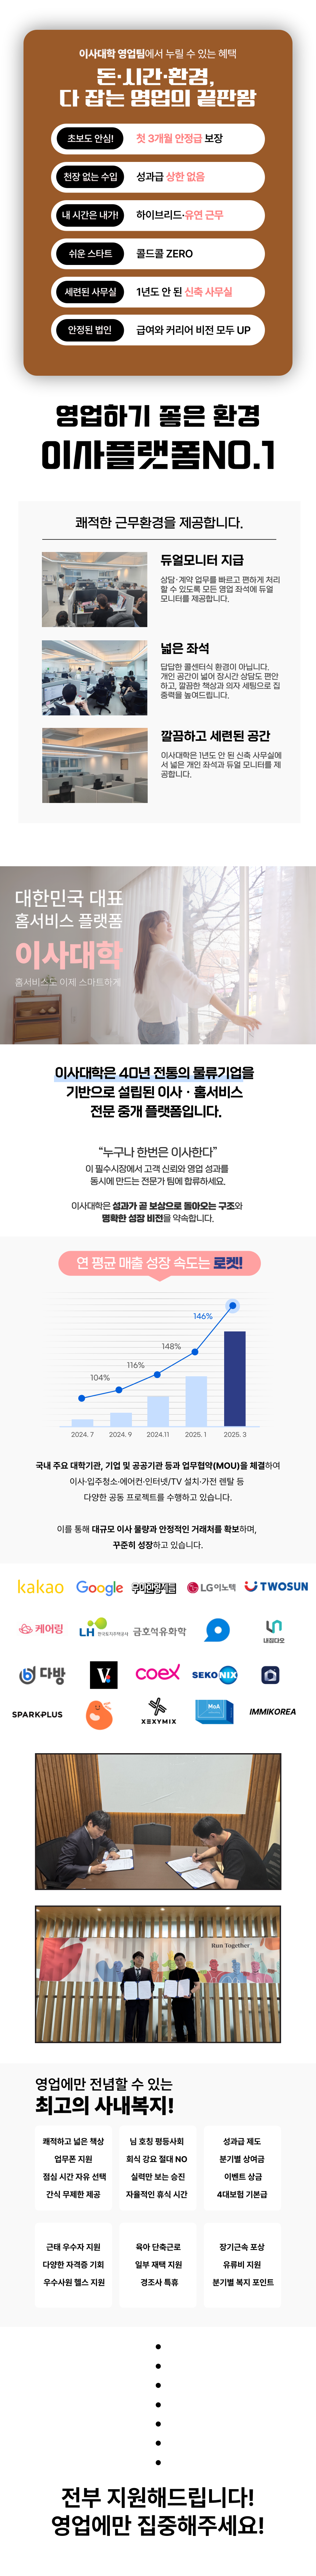 이사대학 영업팀에서 누릴 수 있는 혜택
돈·시간·환경,
다 잡는 영업의 끝판왕
초보도 안심! 첫 3개월 안정급 보장
천장 없는 수입 성과급 상한 없음
내 시간은 내가! 하이브리드·유연 근무
쉬운 스타트 콜드콜 ZERO
세련된 사무실 1년도 안 된 신축 사무실
안정된 법인 급여와 커리어 비전 모두 UP
영업하기 좋은 환경
이사플랫폼NO.1
쾌적한 근무환경을 제공합니다.
듀얼모니터 지급
상담·계약 업무를 빠르고 편하게 처리
할 수 있도록 모든 영업 좌석에 듀얼
모니터를 제공합니다.
넓은 좌석
답답한 콜센터식 환경이 아닙니다.
개인 공간이 넓어 장시간 상담도 편안
하고, 깔끔한 책상과 의자 세팅으로 집
중력을 높여드립니다.
깔끔하고 세련된 공간
이사대학은 1년도 안 된 신축 사무실에
서 넓은 개인 좌석과 듀얼 모니터를 제
공합니다.
대한민국 대표
홈서비스 플랫폼
이사대학
홈서비스도 이제 스마트하게
이사대학은 40년 전통의 물류기업을
기반으로 설립된 이사 · 홈서비스
전문 중개 플랫폼입니다.
“누구나 한번은 이사한다”
이 필수시장에서 고객 신뢰와 영업 성과를
동시에 만드는 전문가 팀에 합류하세요.
이사대학은 성과가 곧 보상으로 돌아오는 구조와
명확한 성장 비전을 약속합니다.
연 평균 매출 성장 속도는 로켓!
146%
148%
116%
104%
2024. 7 2024. 9 2024.11 2025. 1 2025. 3
국내 주요 대학기관, 기업 및 공공기관 등과 업무협약(MOU)을 체결하여
이사·입주청소·에어컨·인터넷/TV 설치·가전 렌탈 등
다양한 공동 프로젝트를 수행하고 있습니다.
이를 통해 대규모 이사 물량과 안정적인 거래처를 확보하며,
꾸준히 성장하고 있습니다.
kakao Google 우아한형제들 LG이노텍 TWOSUN
케어링 LH 한국토지주택공사 금호석유화학 내집다오
다방 V coex SEKONIX
SPARKPLUS XEXYMIX MoA IMMIKOREA
Run Together
영업에만 전념할 수 있는
최고의 사내복지!
쾌적하고 넓은 책상 님 호칭 평등사회 성과급 제도
업무폰 지원 회식 강요 절대 NO 분기별 상여금
점심 시간 자유 선택 실력만 보는 승진 이벤트 상금
간식 무제한 제공 자율적인 휴식 시간 4대보험 기본급
근태 우수자 지원 육아 단축근로 장기근속 포상
다양한 자격증 기회 일부 재택 지원 유류비 지원
우수사원 헬스 지원 경조사 특휴 분기별 복지 포인트
전부 지원해드립니다!
영업에만 집중해주세요!